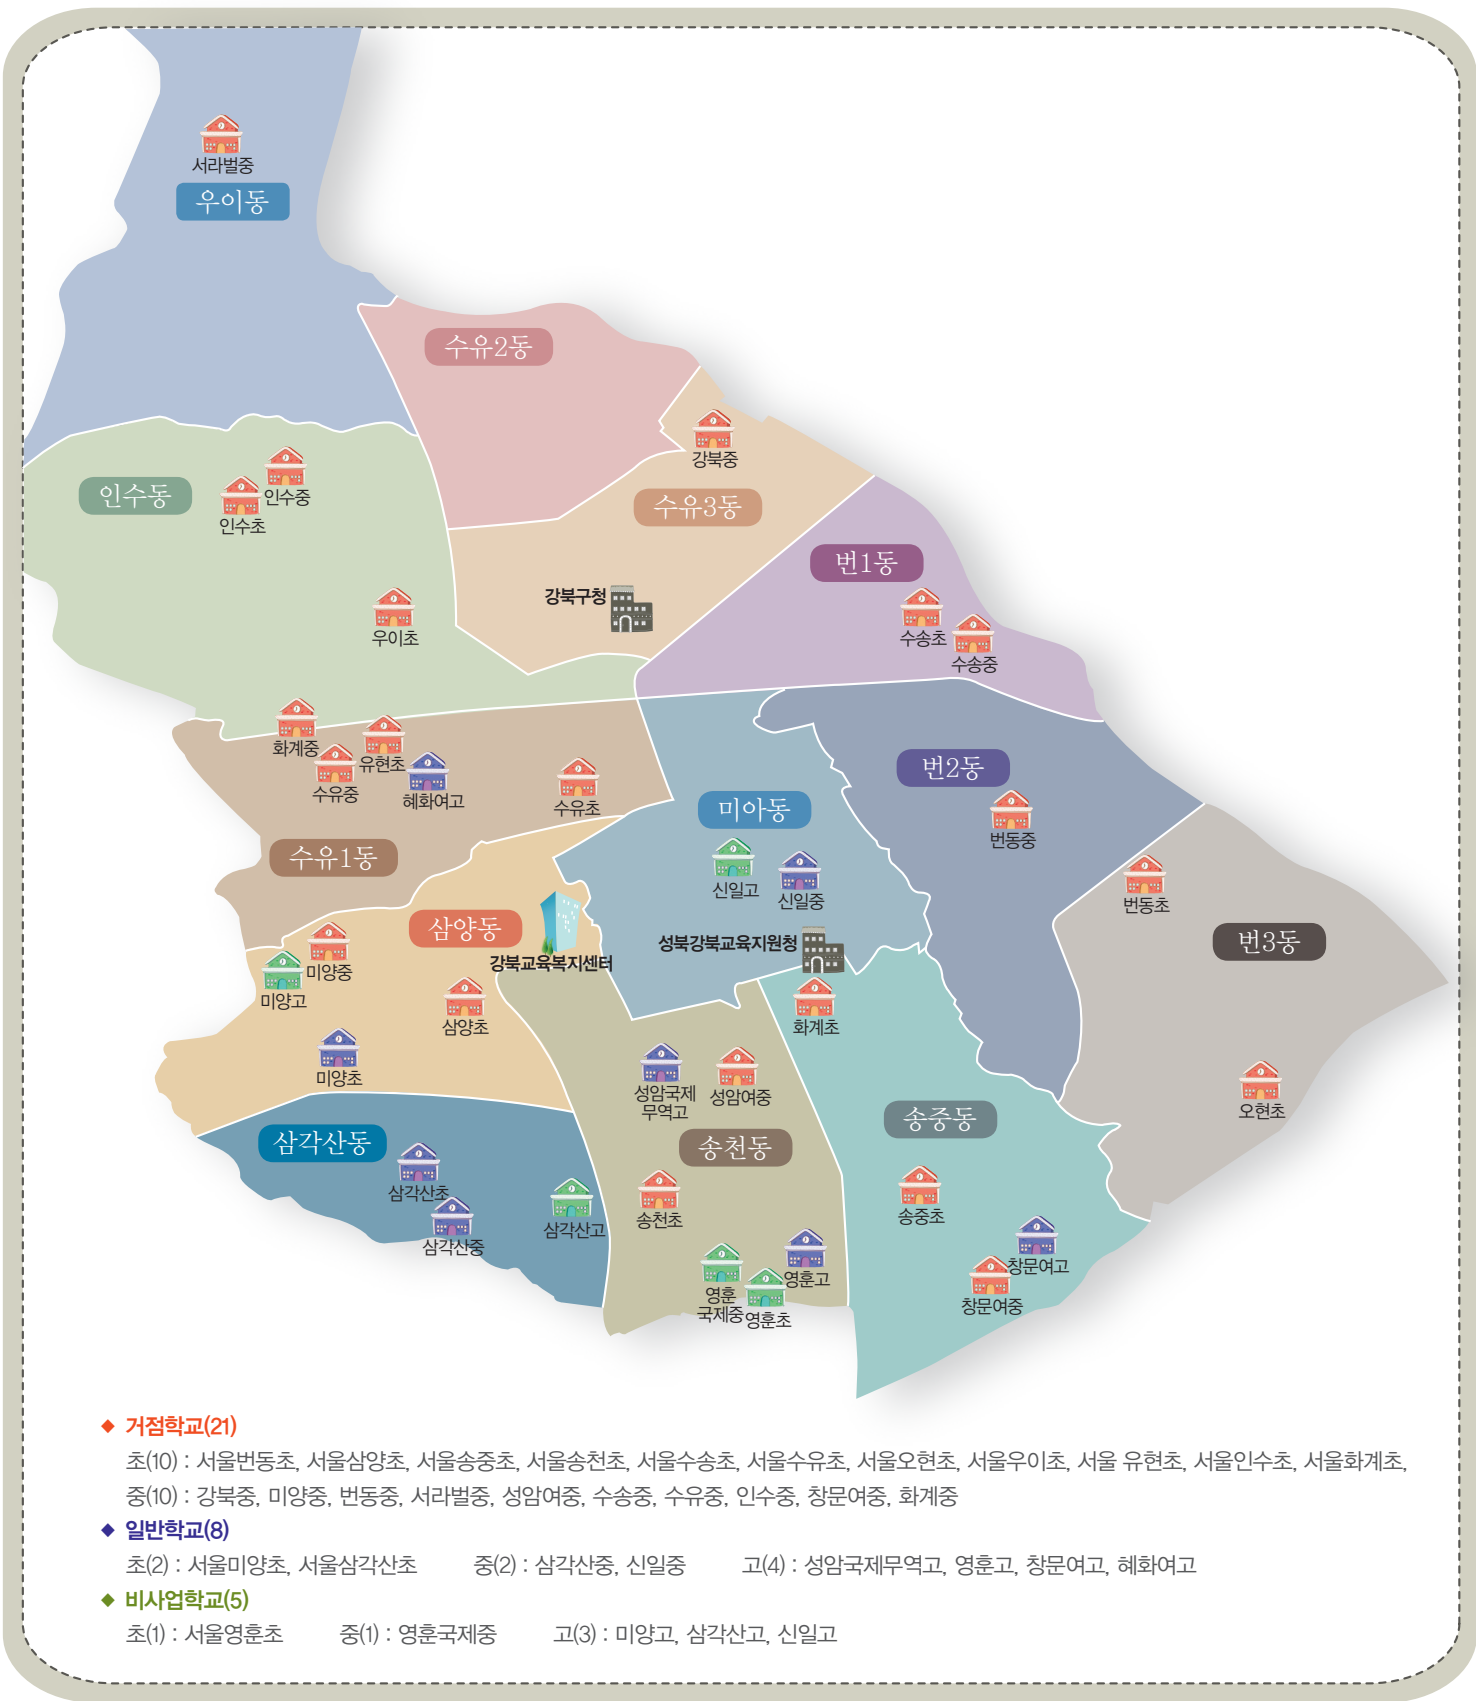 서라벌중
우이동
수유2동
강북중
인수동
인수중
인수초
수유3동
번1동
강북구청
우이초
수송초
수송중
화계중
유현초
수유중
혜화여고
수유초
번2동
미아동
번동중
수유1동
신일고
신일중
번동초
삼양동
번3동
성북강북교육지원청
강북교육복지센터
미양중
미양고
삼양초
화계초
미양초
성암국제
무역고
성암여중
오현초
송중동
삼각산동
송천동
삼각산초
송천초
송중초
삼각산고
삼각산중
창문여고
영훈고
영훈
국제중
영훈초
창문여중
◆ 거점학교(21)
초(10) : 서울번동초, 서울삼양초, 서울송중초, 서울송천초, 서울수송초, 서울수유초, 서울오현초, 서울우이초, 서울 유현초, 서울인수초, 서울화계초,
중(10) : 강북중, 미양중, 번동중, 서라벌중, 성암여중, 수송중, 수유중, 인수중, 창문여중, 화계중
◆ 일반학교(8)
초(2) : 서울미양초, 서울삼각산초 중(2) : 삼각산중, 신일중 고(4) : 성암국제무역고, 영훈고, 창문여고, 혜화여고
◆ 비사업학교(5)
초(1) : 서울영훈초 중(1) : 영훈국제중 고(3) : 미양고, 삼각산고, 신일고